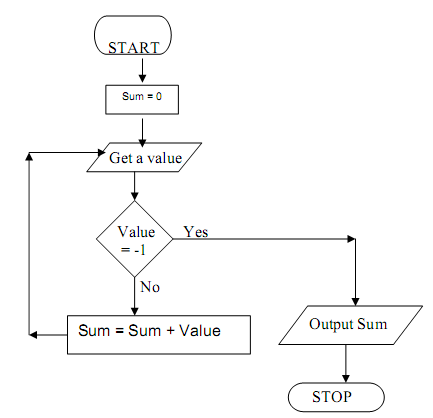 START
Sum = 0
Get a value
Value
= -1
Yes
No
Sum = Sum + Value
Output Sum
STOP